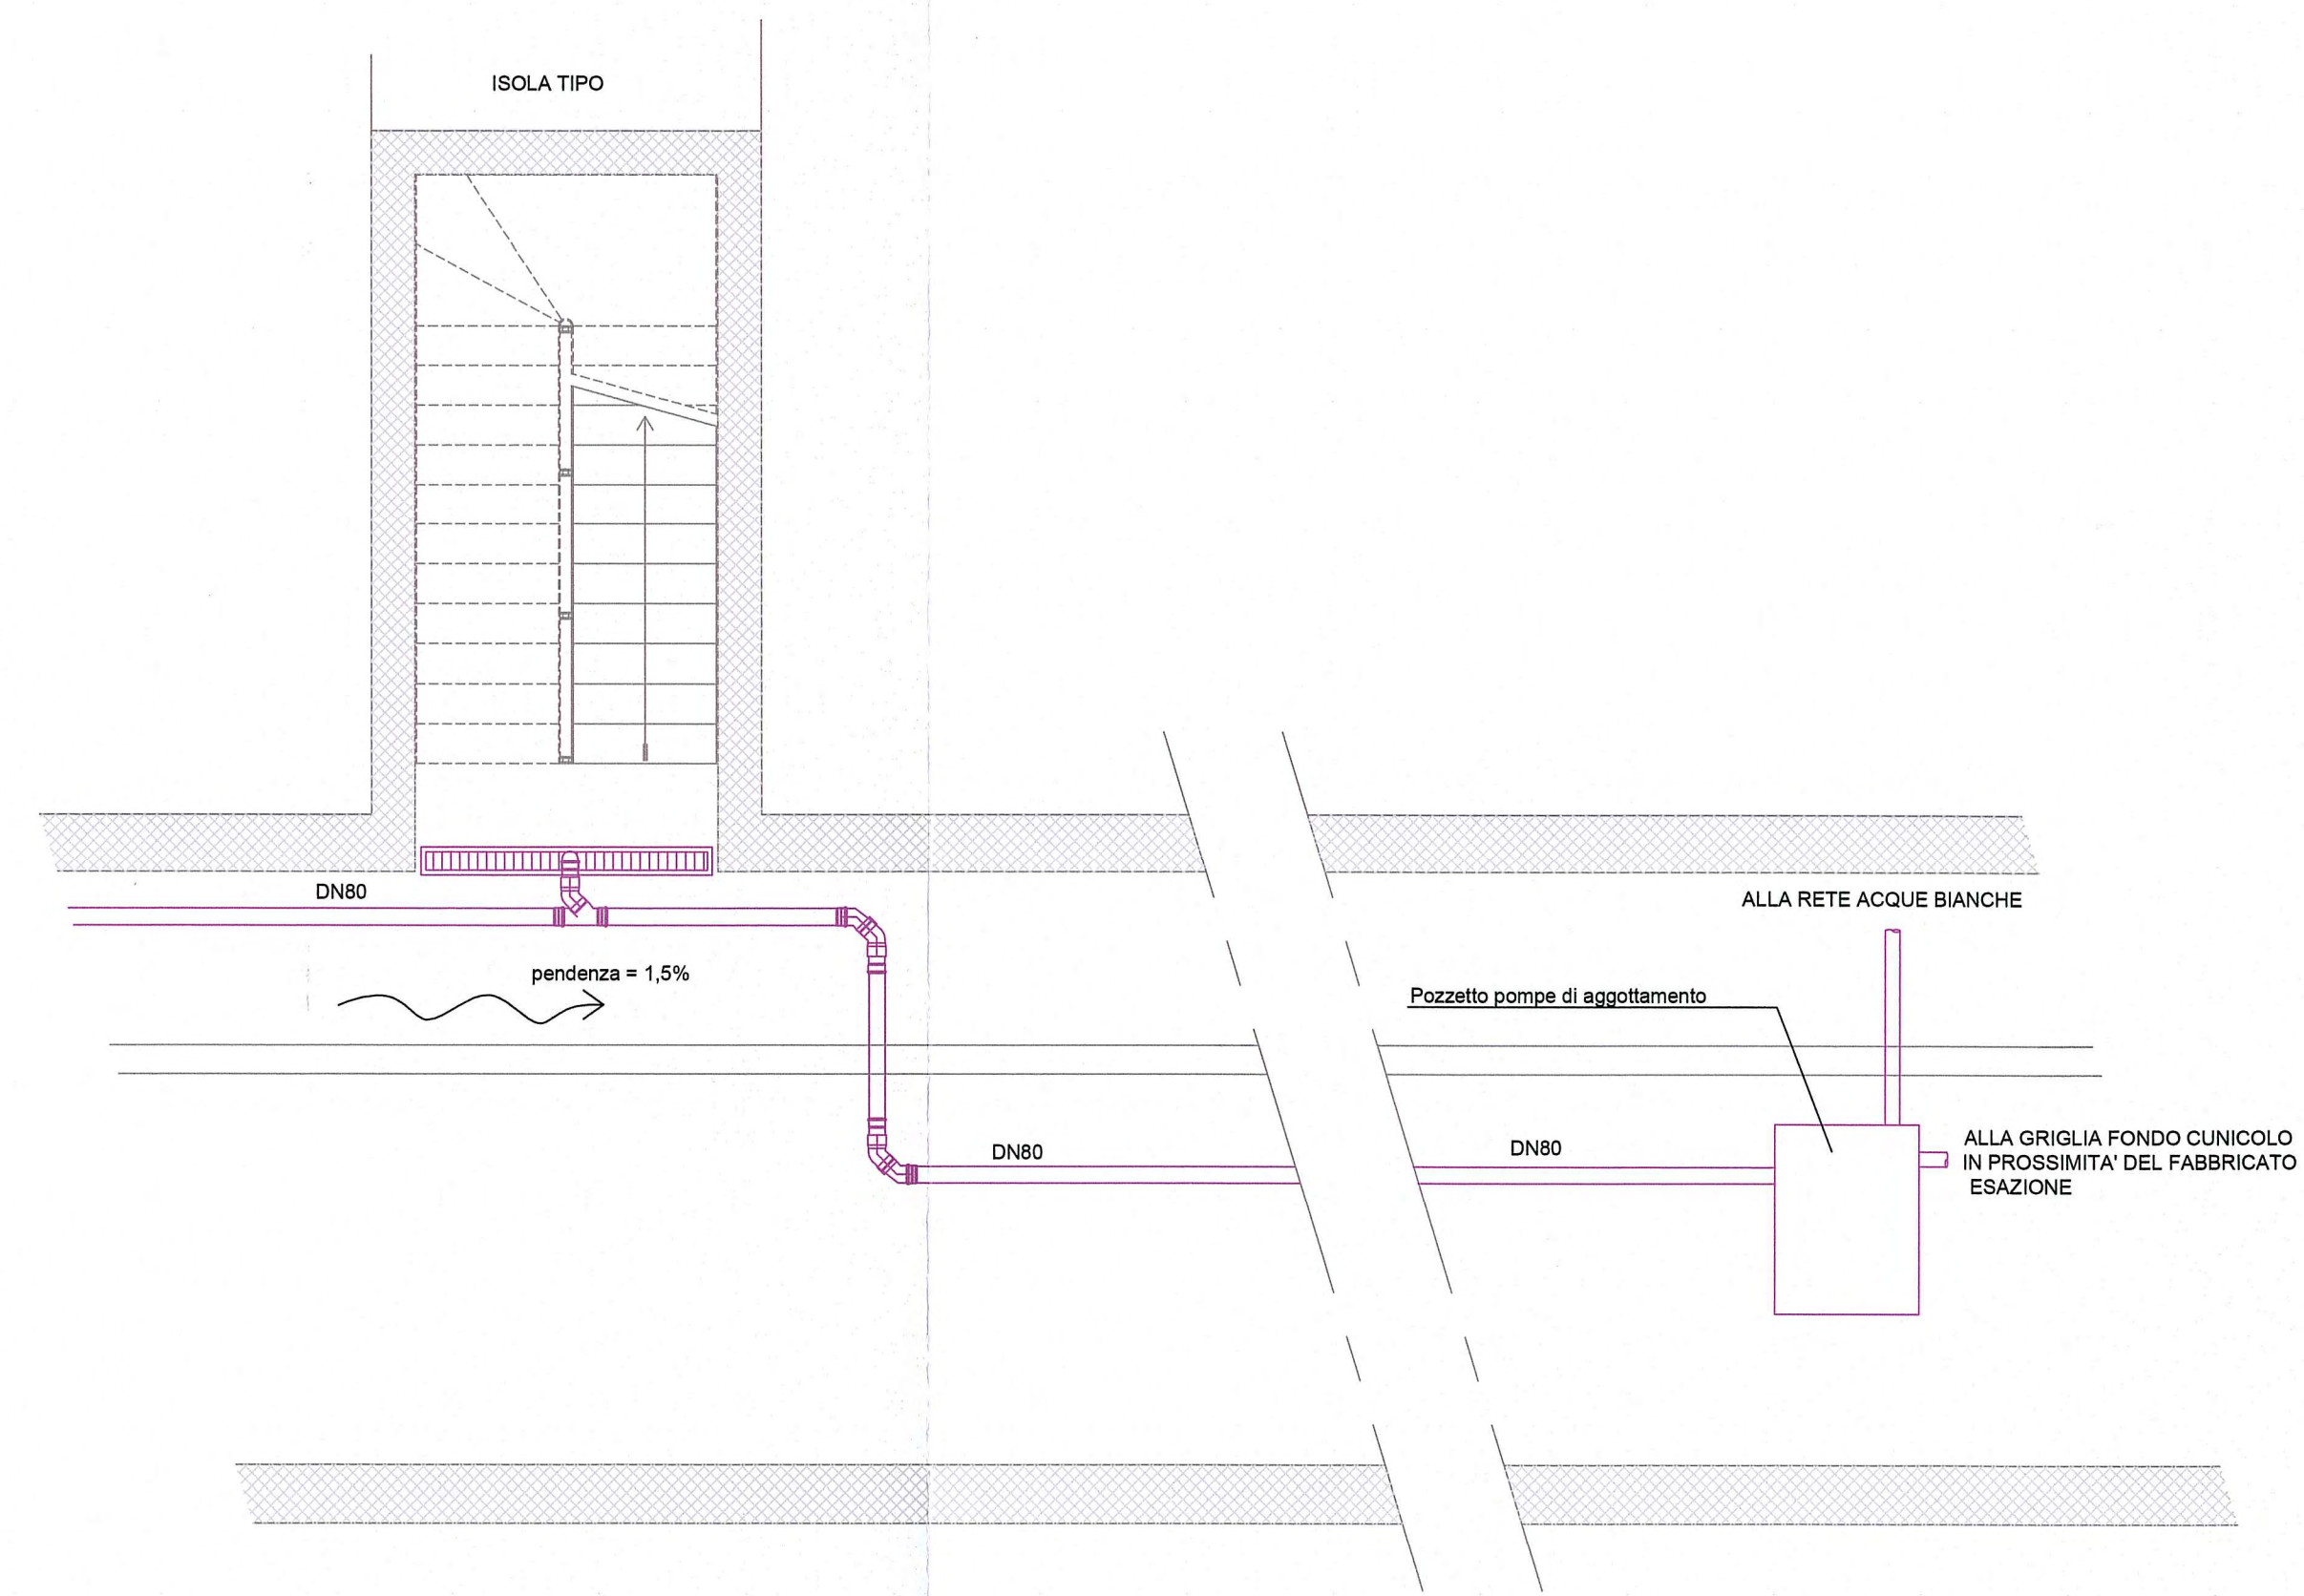 ISOLA TIPO
DN80
ALLA RETE ACQUE BIANCHE
pendenza = 1,5%
Pozzetto pompe di aggottamento
DN80
DN80
ALLA GRIGLIA FONDO CUNICOLO
IN PROSSIMITA' DEL FABBRICATO
ESAZIONE